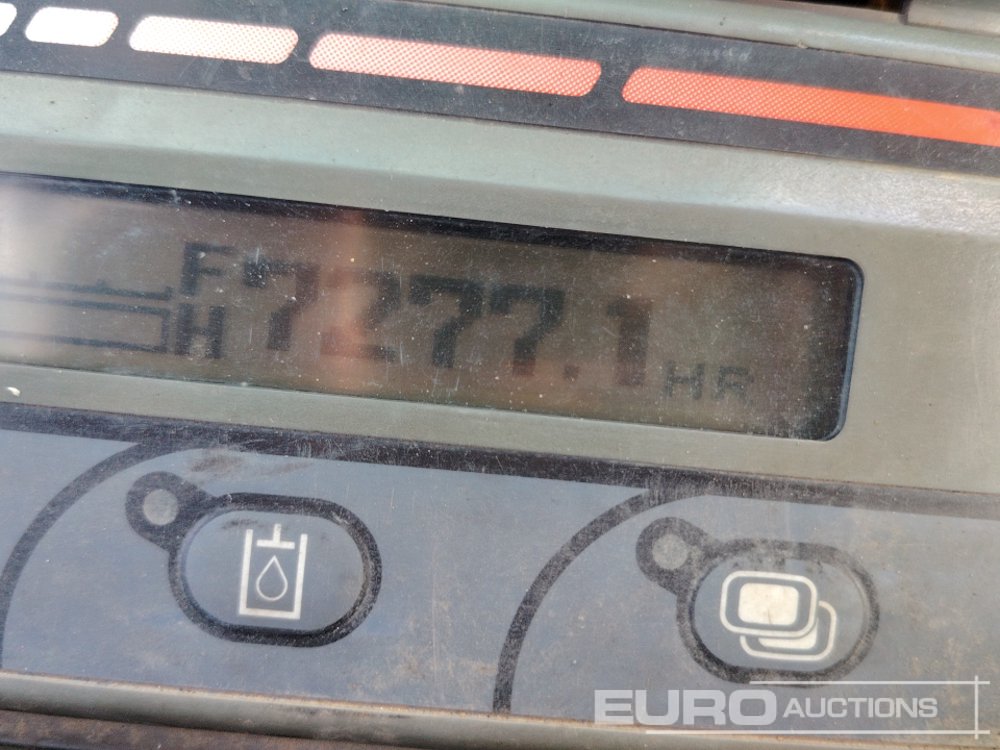 F
H 7277.1 HR
EURO AUCTIONS